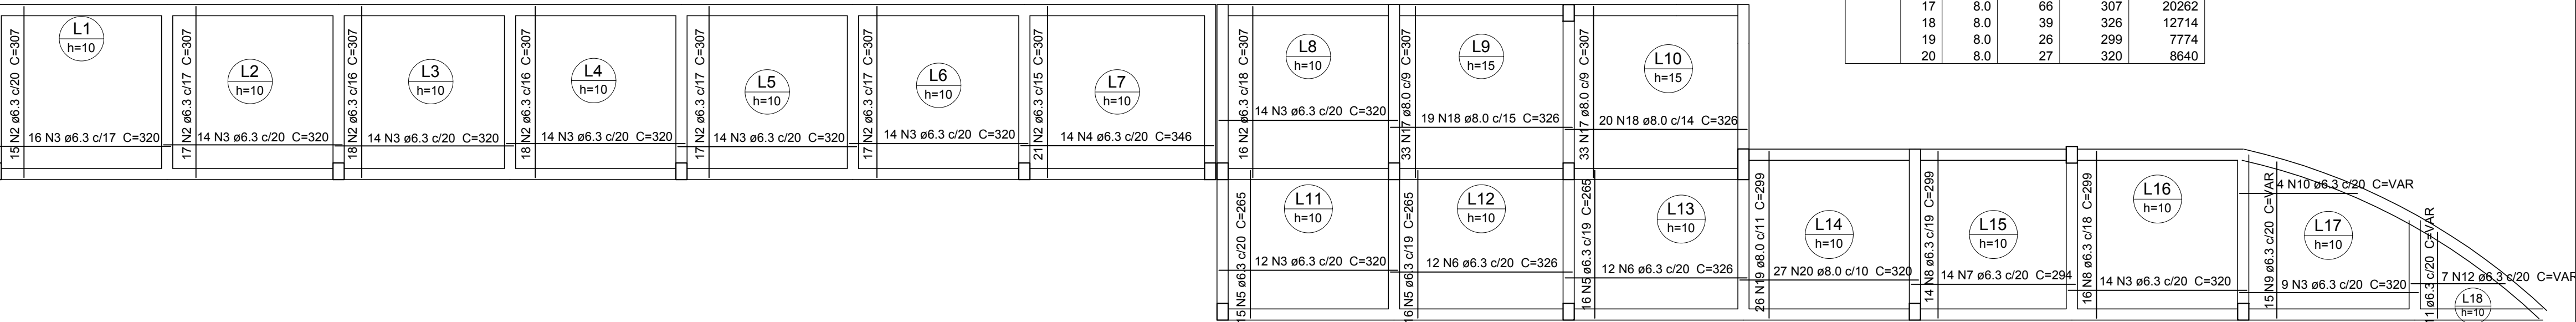 17 8.0 66 307 20262
18 8.0 39 326 12714
19 8.0 26 299 7774
20 8.0 27 320 8640
L1
h=10
15 N2 ø6.3 c/20 C=307
16 N3 ø6.3 c/17 C=320
L2
h=10
17 N2 ø6.3 c/17 C=307
14 N3 ø6.3 c/20 C=320
L3
h=10
18 N2 ø6.3 c/16 C=307
14 N3 ø6.3 c/20 C=320
L4
h=10
18 N2 ø6.3 c/16 C=307
14 N3 ø6.3 c/20 C=320
L5
h=10
17 N2 ø6.3 c/17 C=307
14 N3 ø6.3 c/20 C=320
L6
h=10
17 N2 ø6.3 c/17 C=307
14 N3 ø6.3 c/20 C=320
L7
h=10
21 N2 ø6.3 c/15 C=307
14 N4 ø6.3 c/20 C=346
L8
h=10
16 N2 ø6.3 c/18 C=307
14 N3 ø6.3 c/20 C=320
L9
h=15
33 N17 ø8.0 c/9 C=307
19 N18 ø8.0 c/15 C=326
L10
h=15
33 N17 ø8.0 c/9 C=307
20 N18 ø8.0 c/14 C=326
L11
h=10
15 N5 ø6.3 c/20 C=265
12 N3 ø6.3 c/20 C=320
L12
h=10
16 N5 ø6.3 c/19 C=265
12 N6 ø6.3 c/20 C=326
L13
h=10
16 N5 ø6.3 c/19 C=265
12 N6 ø6.3 c/20 C=326
L14
h=10
26 N19 ø8.0 c/11 C=299
27 N20 ø8.0 c/10 C=320
L15
h=10
14 N8 ø6.3 c/19 C=299
14 N7 ø6.3 c/20 C=294
L16
h=10
16 N8 ø6.3 c/18 C=299
14 N3 ø6.3 c/20 C=320
4 N10 ø6.3 c/20 C=VAR
L17
h=10
15 N9 ø6.3 c/20 C=VAR
9 N3 ø6.3 c/20 C=320
7 N12 ø6.3 c/20 C=VAR
ø6.3 c/20 C=VAR
L18
h=10